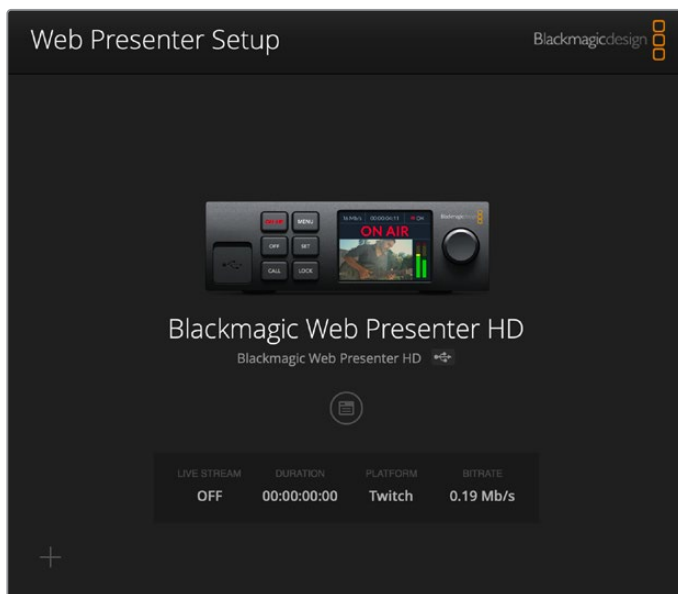 Web Presenter Setup
Blackmagicdesign
ON AIR MENU
OFF SET
CALL LOCK
ON AIR
Blackmagic Web Presenter HD
Blackmagic Web Presenter HD
LIVE STREAM DURATION PLATFORM BITRATE
OFF 00:00:00:00 Twitch 0.19 Mb/s